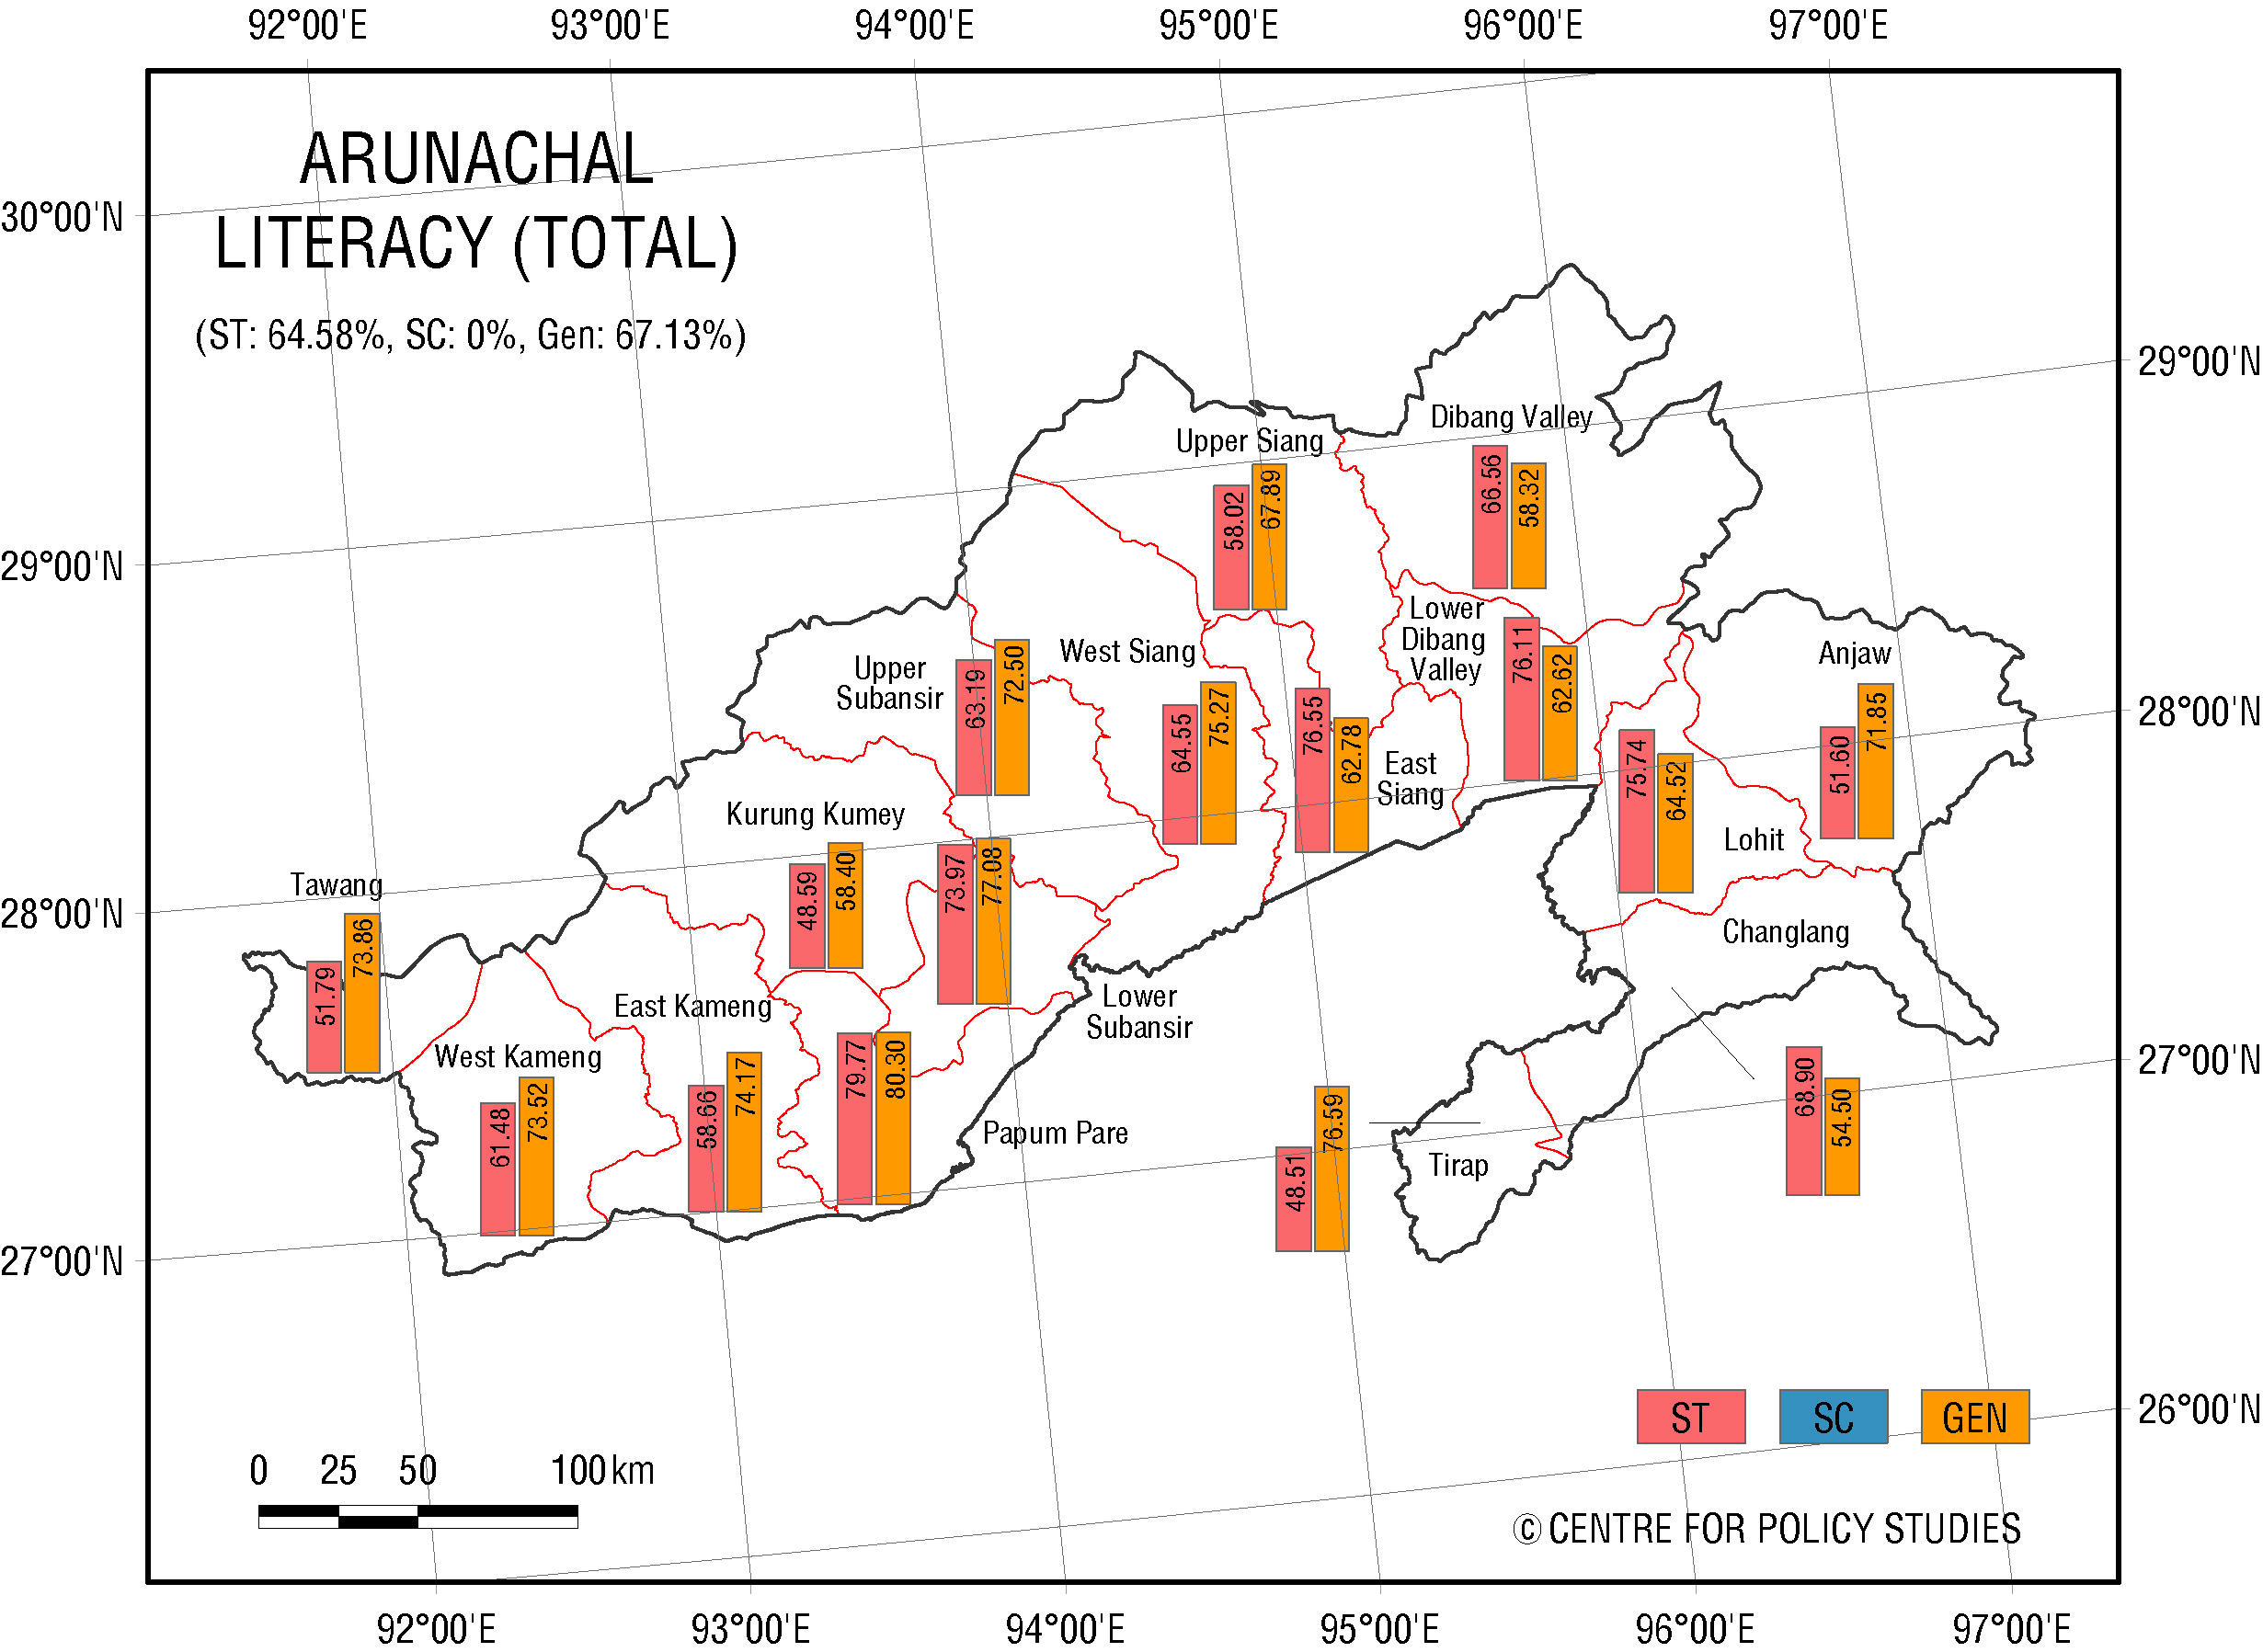 92°00'E 93°00'E 94°00'E 95°00'E 96°00'E 97°00'E
ARUNACHAL
LITERACY (TOTAL)
(ST: 64.58%, SC: 0%, Gen: 67.13%)
30°00'N
29°00'N
28°00'N
27°00'N
29°00'N
28°00'N
27°00'N
26°00'N
Dibang Valley
66.56 58.32
Upper Siang
58.02 67.89
Lower
Dibang
Valley
76.11 62.62
Anjaw
51.60 71.85
West Siang
64.55 75.27
Upper
Subansir
63.19 72.50
East
Siang
76.55 62.78
Lohit
75.74 64.52
Kurung Kumey
48.59 58.40
73.97 77.08
Lower
Subansir
Tawang
51.79 73.86
Changlang
68.90 54.50
East Kameng
58.66 74.17
West Kameng
61.48 73.52
Papum Pare
79.77 80.30
Tirap
48.51 76.59
ST SC GEN
0 25 50 100 km
© CENTRE FOR POLICY STUDIES
92°00'E 93°00'E 94°00'E 95°00'E 96°00'E 97°00'E